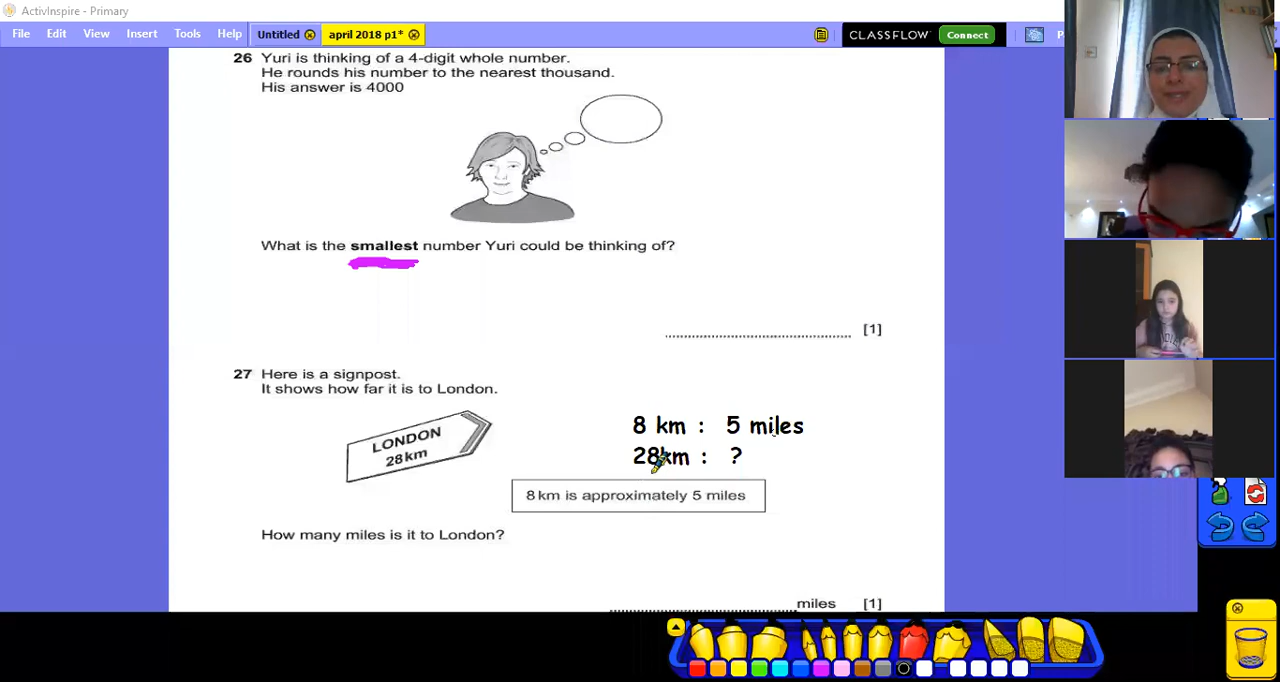 ActivInspire - Primary
File Edit View Insert Tools Help Untitled april 2018 p1* CLASSFLOW Connect
26 Yuri is thinking of a 4-digit whole number.
He rounds his number to the nearest thousand.
His answer is 4000
What is the smallest number Yuri could be thinking of?
[1]
27 Here is a signpost.
It shows how far it is to London.
LONDON
28 km
8 km : 5 miles
28km : ?
8 km is approximately 5 miles
How many miles is it to London?
miles [1]